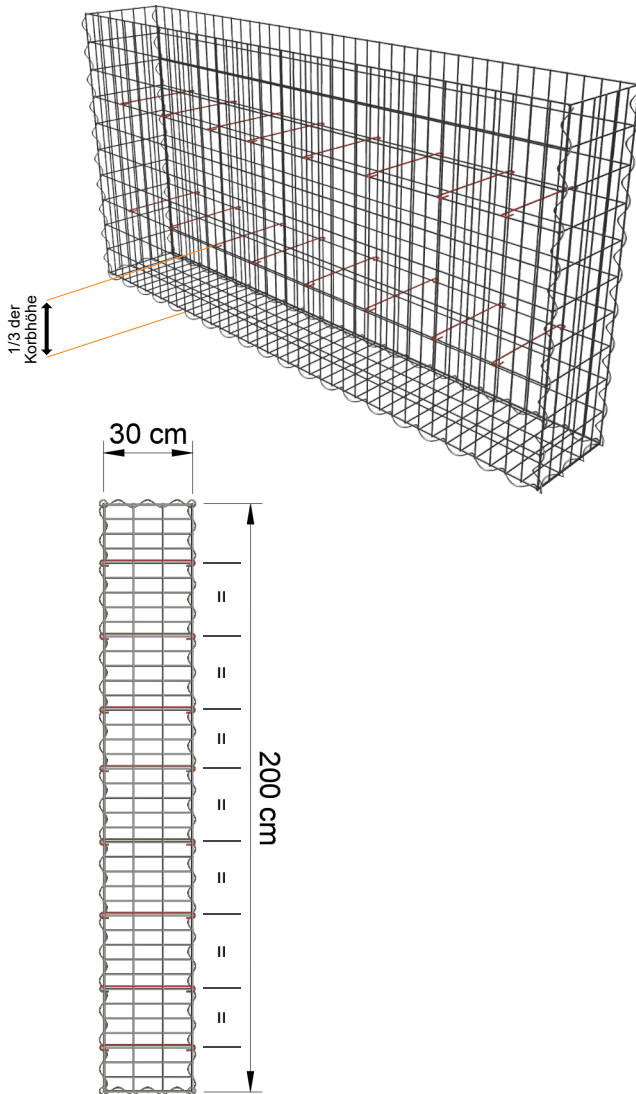 1/3 der
Korbhöhe
30 cm
=
=
=
200 cm
=
=
=
=